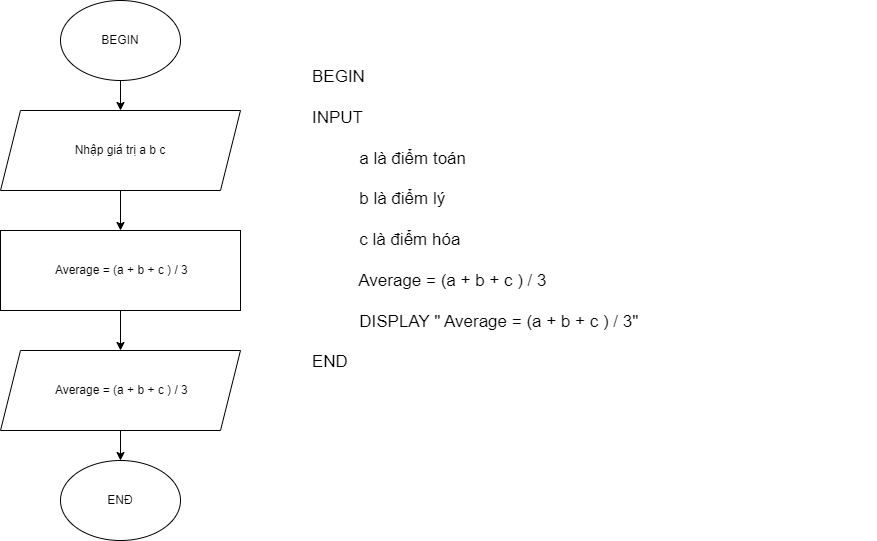 BEGIN
Nhập giá trị a b c
Average = (a + b + c ) / 3
Average = (a + b + c ) / 3
ENĐ
BEGIN
INPUT
a là điểm toán
b là điểm lý
c là điểm hóa
Average = (a + b + c ) / 3
DISPLAY " Average = (a + b + c ) / 3"
END